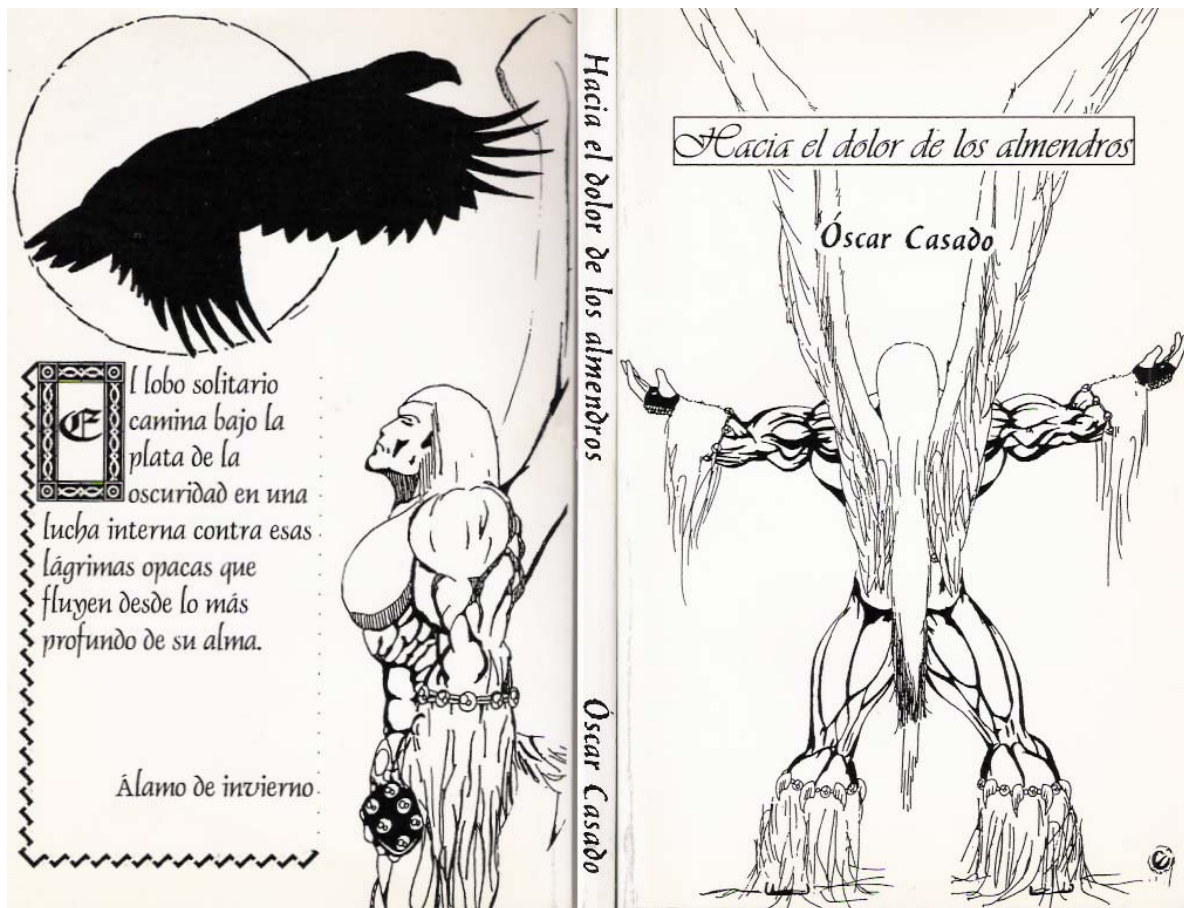 El lobo solitario
camina bajo la
plata de la
oscuridad en una
lucha interna contra esas
lágrimas opacas que
fluyen desde lo más
profundo de su alma.
Álamo de invierno
Hacia el dolor de los almendros
Óscar Casado
Hacia el dolor de los almendros
Óscar Casado